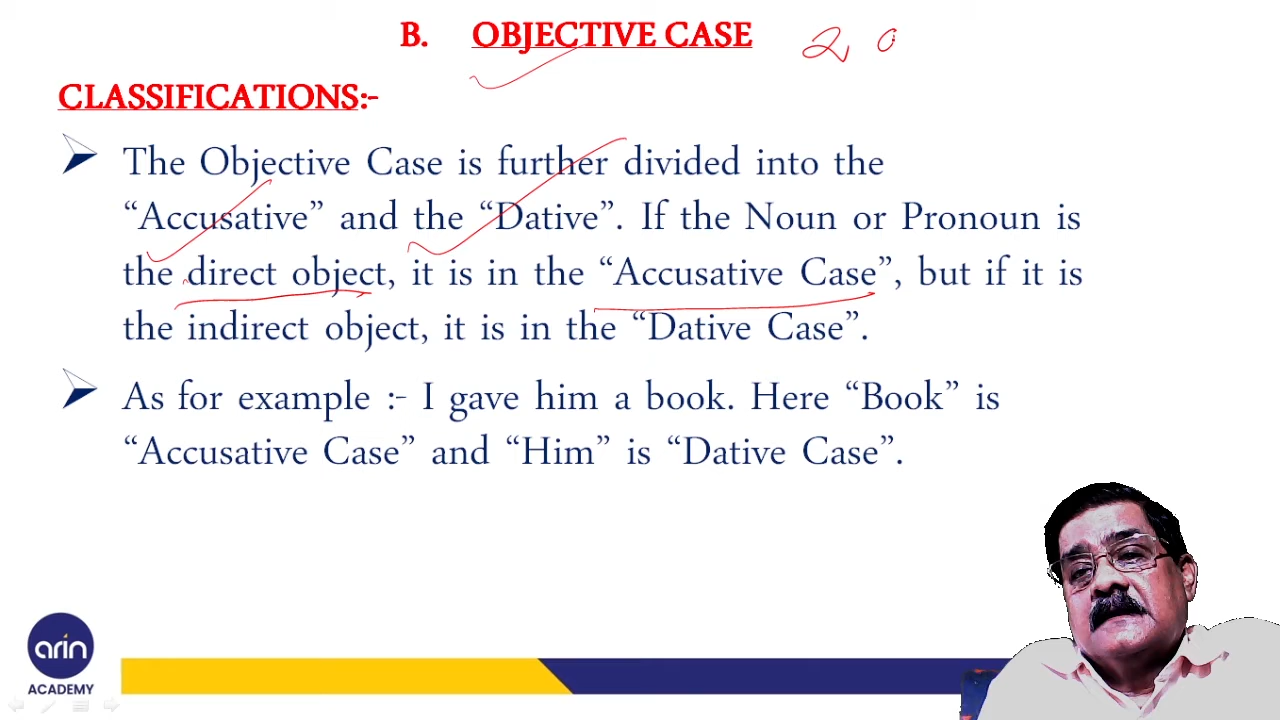 B. OBJECTIVE CASE 2 0
CLASSIFICATIONS:-
The Objective Case is further divided into the
“Accusative” and the “Dative”. If the Noun or Pronoun is
the direct object, it is in the “Accusative Case”, but if it is
the indirect object, it is in the “Dative Case”.
As for example :- I gave him a book. Here “Book” is
“Accusative Case” and “Him” is “Dative Case”.
arin
ACADEMY